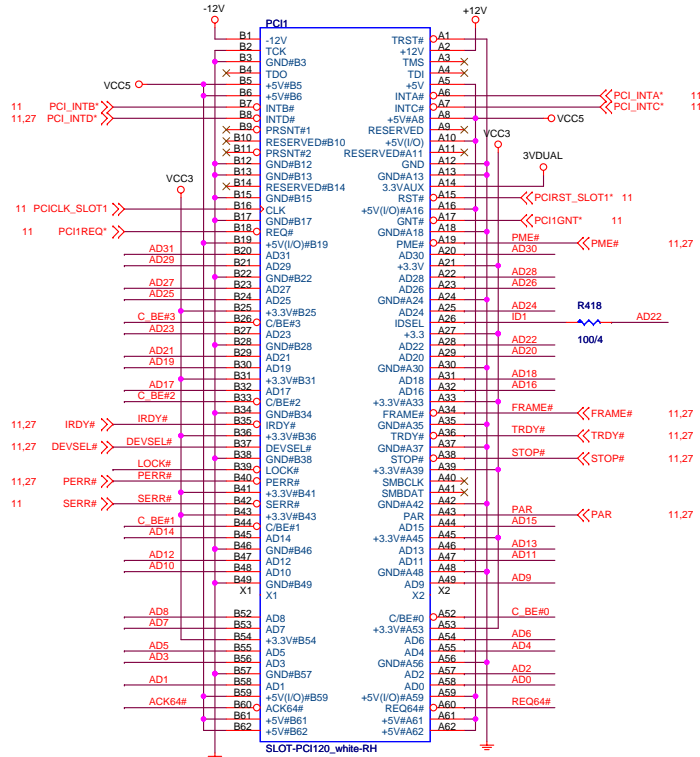 -12V +12V
PCI1
B1 -12V TRST# A1
B2 TCK +12V A2
B3 GND#B3 TMS A3
B4 TDO TDI A4
VCC5 B5 +5V#B5 +5V A5
B6 +5V#B6 INTA# A6 PCI_INTA* 11
11 PCI_INTB* B7 INTB# INTC# A7 PCI_INTC* 11
11,27 PCI_INTD* B8 INTD# +5V#A8 A8 VCC5
B9 PRSNT#1 RESERVED A9
B10 RESERVED#B10 +5V(I/O) A10
B11 PRSNT#2 RESERVED#A11 A11 VCC3
B12 GND#B12 GND A12
B13 GND#B13 GND#A13 A13 3VDUAL
VCC3 B14 RESERVED#B14 3.3VAUX A14
B15 GND#B15 RST# A15 PCIRST_SLOT1* 11
11 PCICLK_SLOT1 B16 CLK +5V(I/O)#A16 A16
B17 GND#B17 GNT# A17 PCI1GNT* 11
11 PCI1REQ* B18 REQ# GND#A18 A18
B19 +5V(I/O)#B19 PME# A19 PME# PME# 11,27
AD31 B20 AD31 AD30 A20 AD30
AD29 B21 AD29 +3.3V A21
B22 GND#B22 AD28 A22 AD28
AD27 B23 AD27 AD26 A23 AD26
AD25 B24 AD25 GND#A24 A24
B25 +3.3V#B25 AD24 A25 AD24 R418
C_BE#3 B26 C/BE#3 IDSEL A26 ID1 AD22
AD23 B27 AD23 +3.3 A27 100/4
B28 GND#B28 AD22 A28 AD22
AD21 B29 AD21 AD20 A29 AD20
AD19 B30 AD19 GND#A30 A30
B31 +3.3V#B31 AD18 A31 AD18
AD17 B32 AD17 AD16 A32 AD16
C_BE#2 B33 C/BE#2 +3.3V#A33 A33
B34 GND#B34 FRAME# A34 FRAME# FRAME# 11,27
11,27 IRDY# IRDY# B35 IRDY# GND#A35 A35
B36 +3.3V#B36 TRDY# A36 TRDY# TRDY# 11,27
11,27 DEVSEL# DEVSEL# B37 DEVSEL# GND#A37 A37
B38 GND#B38 STOP# A38 STOP# STOP# 11,27
LOCK# B39 LOCK# +3.3V#A39 A39
11,27 PERR# PERR# B40 PERR# SMBCLK A40
B41 +3.3V#B41 SMBDAT A41
11 SERR# SERR# B42 SERR# GND#A42 A42
B43 +3.3V#B43 PAR A43 PAR PAR 11,27
C_BE#1 B44 C/BE#1 AD15 A44 AD15
AD14 B45 AD14 +3.3V#A45 A45
B46 GND#B46 AD13 A46 AD13
AD12 B47 AD12 AD11 A47 AD11
AD10 B48 AD10 GND#A48 A48
B49 GND#B49 AD9 A49 AD9
X1 X1 X2 X2
AD8 B52 AD8 C/BE#0 A52 C_BE#0
AD7 B53 AD7 +3.3V#A53 A53
B54 +3.3V#B54 AD6 A54 AD6
AD5 B55 AD5 AD4 A55 AD4
AD3 B56 AD3 GND#A56 A56
B57 GND#B57 AD2 A57 AD2
AD1 B58 AD1 AD0 A58 AD0
B59 +5V(I/O)#B59 +5V(I/O)#A59 A59
ACK64# B60 ACK64# REQ64# A60 REQ64#
B61 +5V#B61 +5V#A61 A61
B62 +5V#B62 +5V#A62 A62
SLOT-PCI120_white-RH